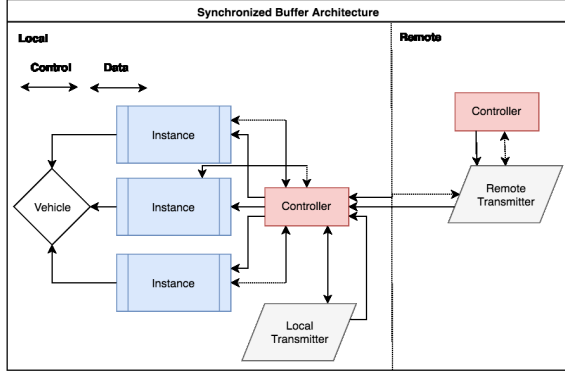 Synchronized Buffer Architecture
Local
Remote
Control
Data
Instance
Controller
Vehicle
Instance
Controller
Remote
Transmitter
Instance
Local
Transmitter